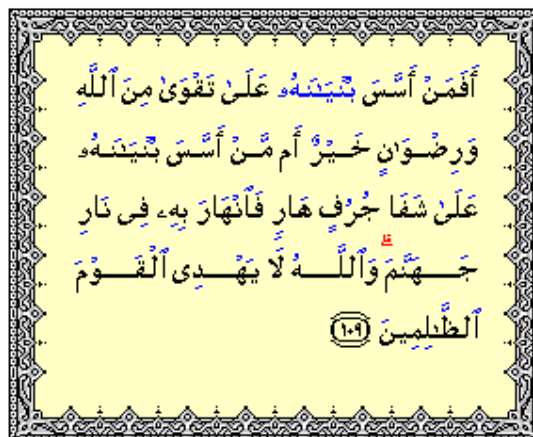 أَفَمَنْ أَسَّسَ بُنْيَـٰنَهُۥ عَلَىٰ تَقْوَىٰ مِنَ ٱللَّهِ
وَرِضْوَٰنٍ خَيْرٌ أَم مَّنْ أَسَّسَ بُنْيَـٰنَهُۥ
عَلَىٰ شَفَا جُرُفٍ هَارٍ فَٱنْهَارَ بِهِۦ فِى نَارِ
جَهَنَّمَ ۗ وَٱللَّهُ لَا يَهْدِى ٱلْقَوْمَ
ٱلظَّـٰلِمِينَ ١٠٩